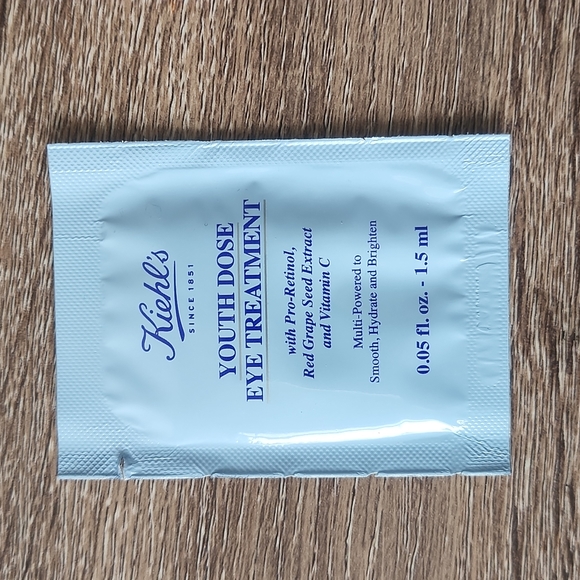 Kiehl's
SINCE 1851
YOUTH DOSE
EYE TREATMENT
with Pro-Retinol,
Red Grape Seed Extract
and Vitamin C
Multi-Powered to
Smooth, Hydrate and Brighten
0.05 fl. oz. - 1.5 ml